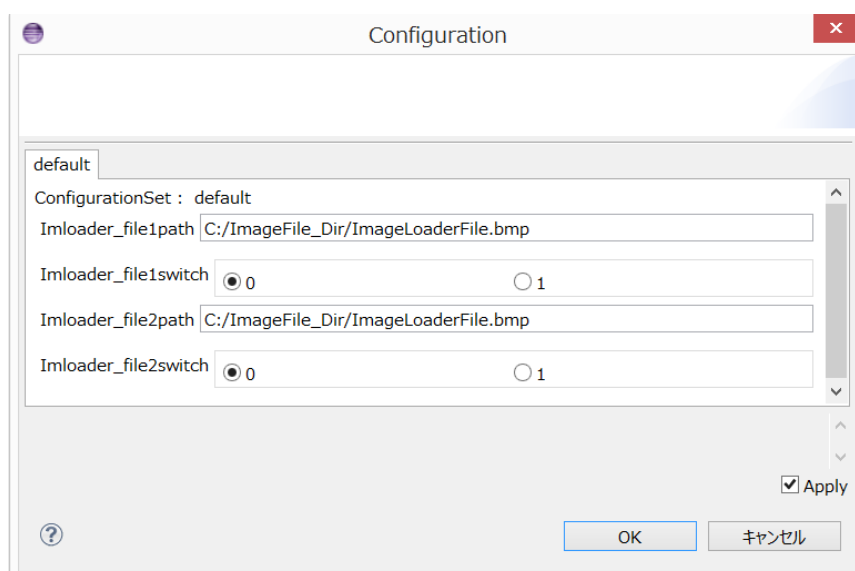 Configuration
default
ConfigurationSet : default
Imloader_file1path C:/ImageFile_Dir/ImageLoaderFile.bmp
Imloader_file1switch 0 1
Imloader_file2path C:/ImageFile_Dir/ImageLoaderFile.bmp
Imloader_file2switch 0 1
Apply
OK キャンセル